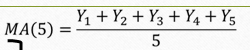 MA(5) = (Y₁ + Y₂ + Y₃ + Y₄ + Y₅) / 5